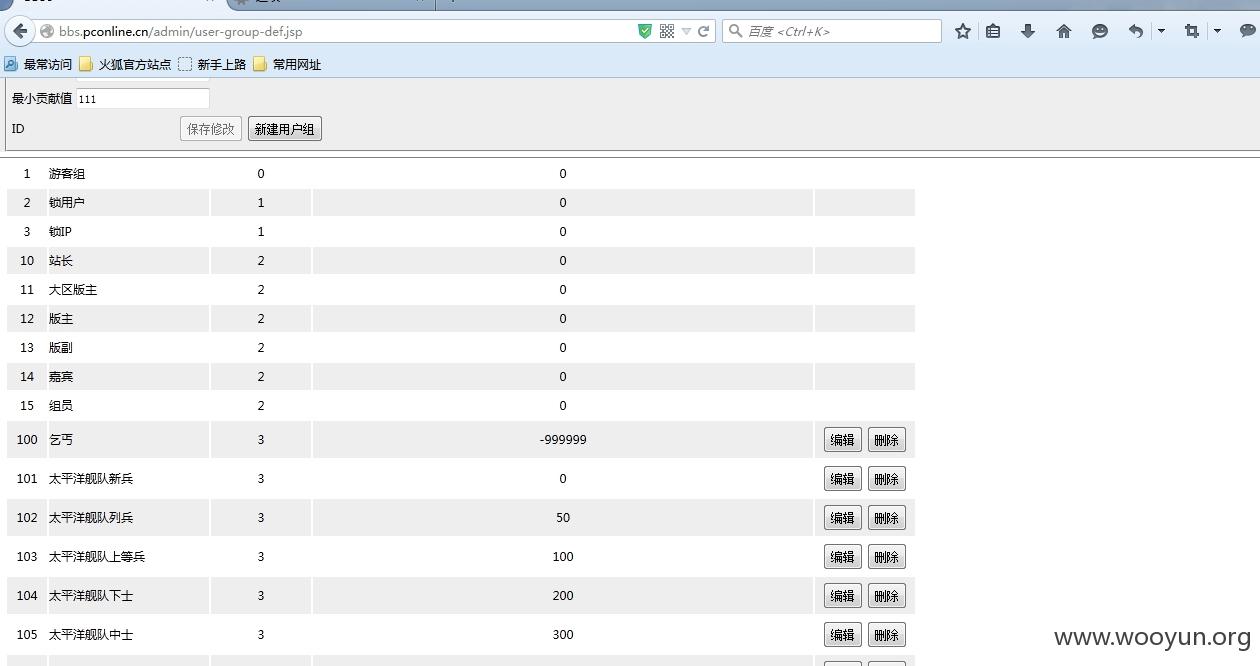 bbs.pconline.cn/admin/user-group-def.jsp
百度 <Ctrl+K>
最常访问 火狐官方站点 新手上路 常用网址
最小贡献值 111
ID 保存修改 新建用户组
1 游客组 0 0
2 锁用户 1 0
3 锁IP 1 0
10 站长 2 0
11 大区版主 2 0
12 版主 2 0
13 版副 2 0
14 嘉宾 2 0
15 组员 2 0
100 乞丐 3 -999999 编辑 删除
101 太平洋舰队新兵 3 0 编辑 删除
102 太平洋舰队列兵 3 50 编辑 删除
103 太平洋舰队上等兵 3 100 编辑 删除
104 太平洋舰队下士 3 200 编辑 删除
105 太平洋舰队中士 3 300 编辑 删除
www.wooyun.org